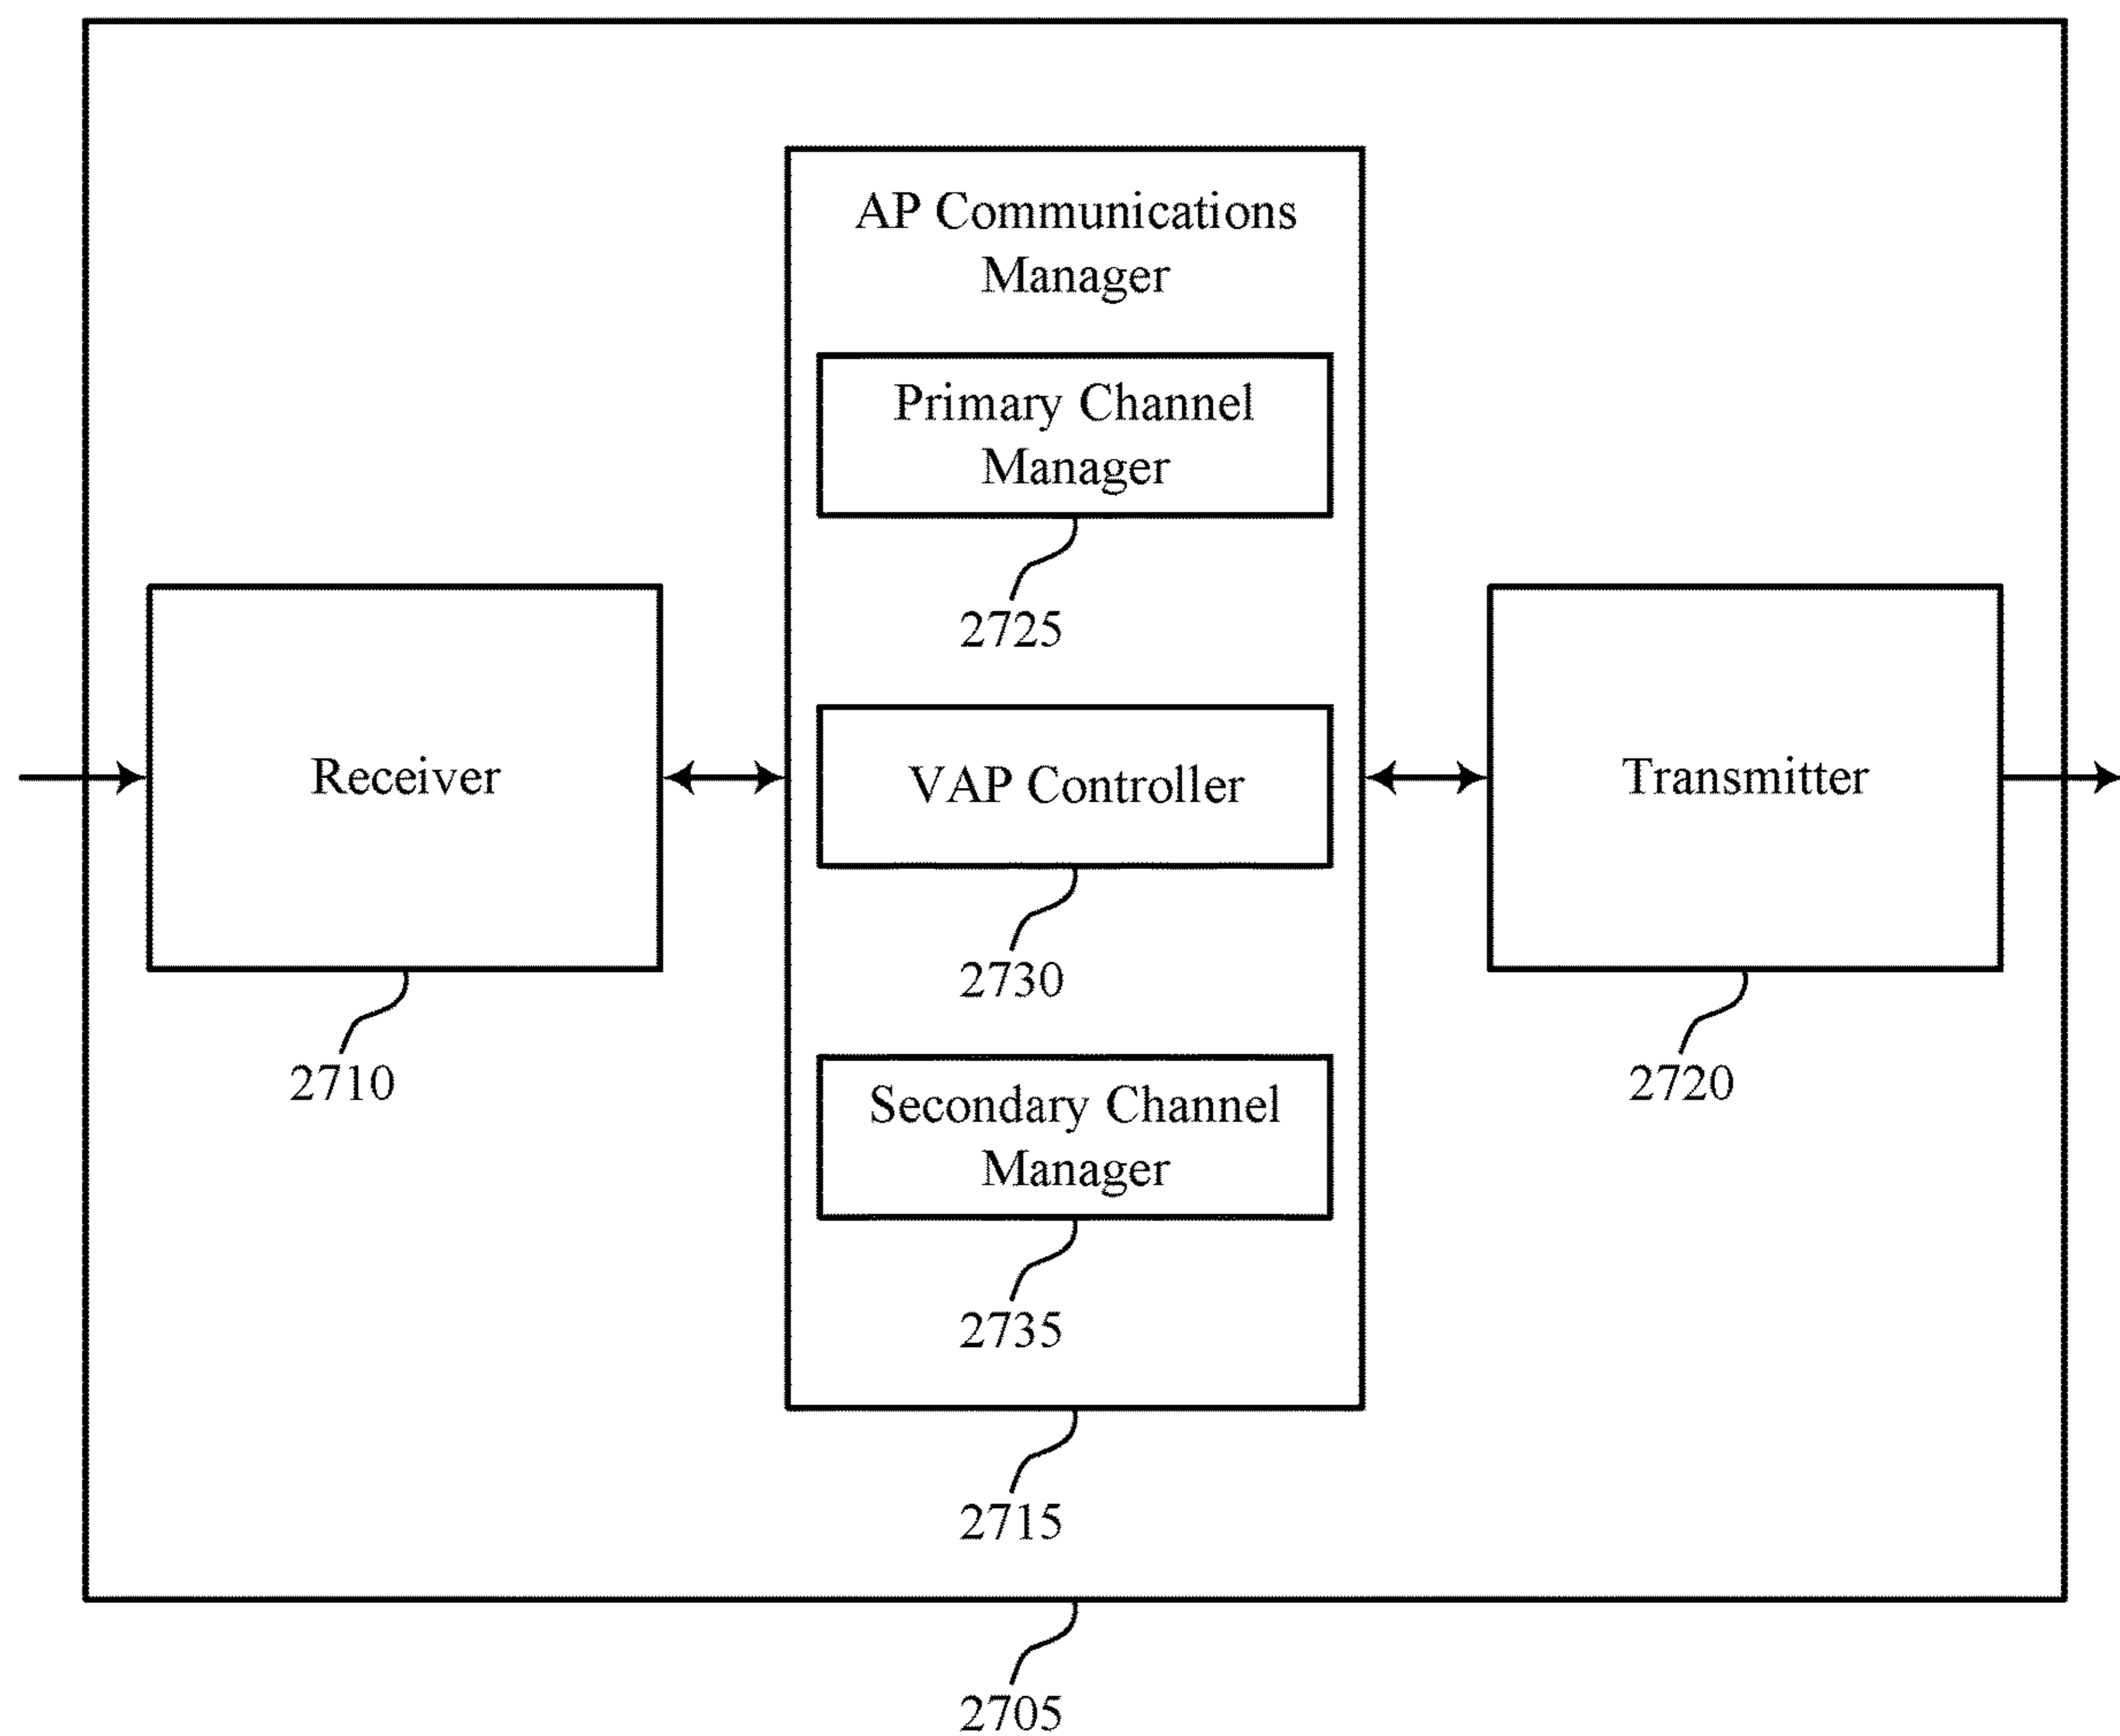 AP Communications
Manager
Primary Channel
Manager
2725
Receiver
VAP Controller
Transmitter
2730
2710
2720
Secondary Channel
Manager
2735
2715
2705